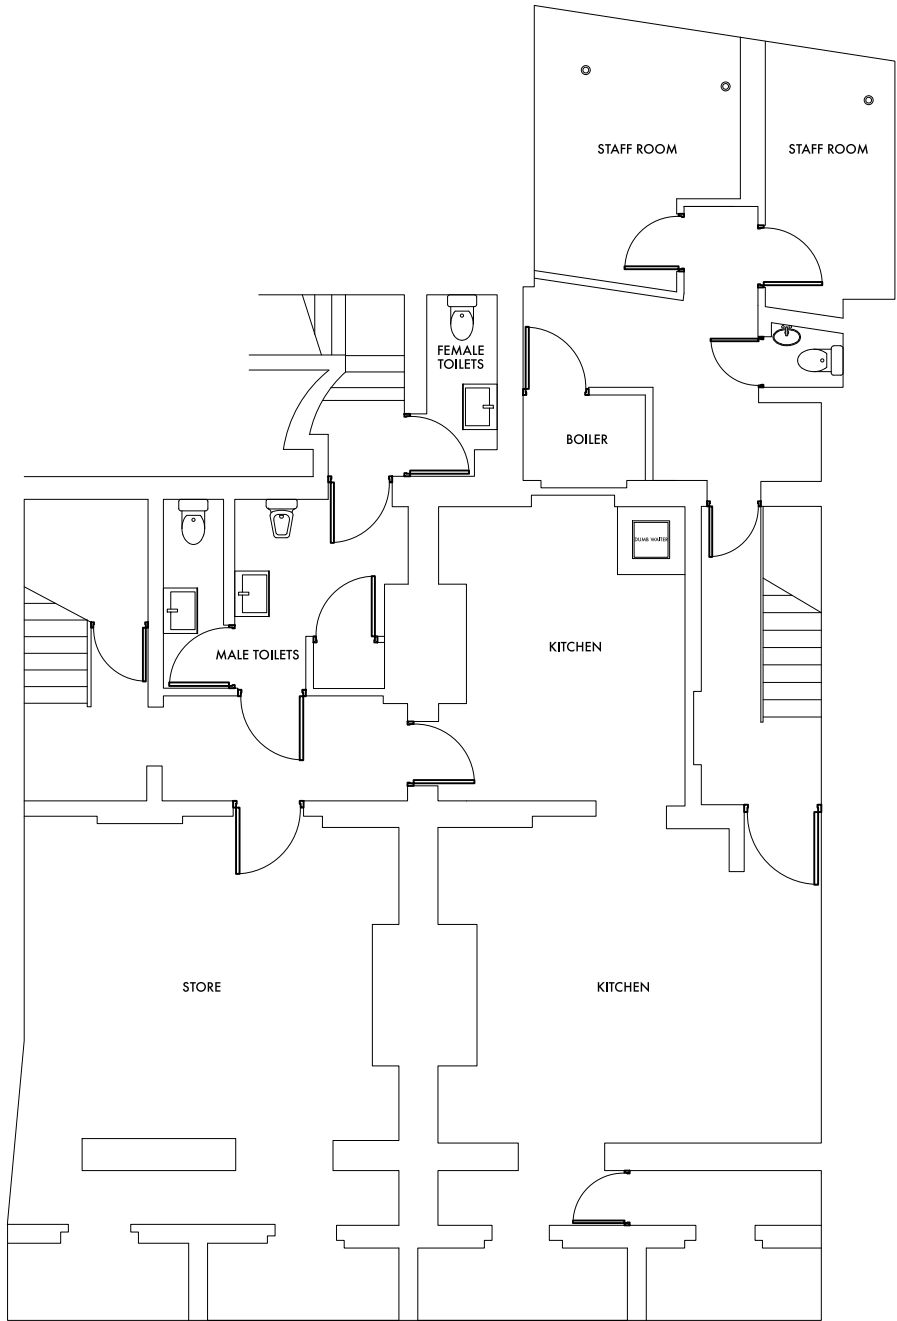 STAFF ROOM
STAFF ROOM
FEMALE
TOILETS
BOILER
DUMB WAITER
KITCHEN
MALE TOILETS
STORE
KITCHEN